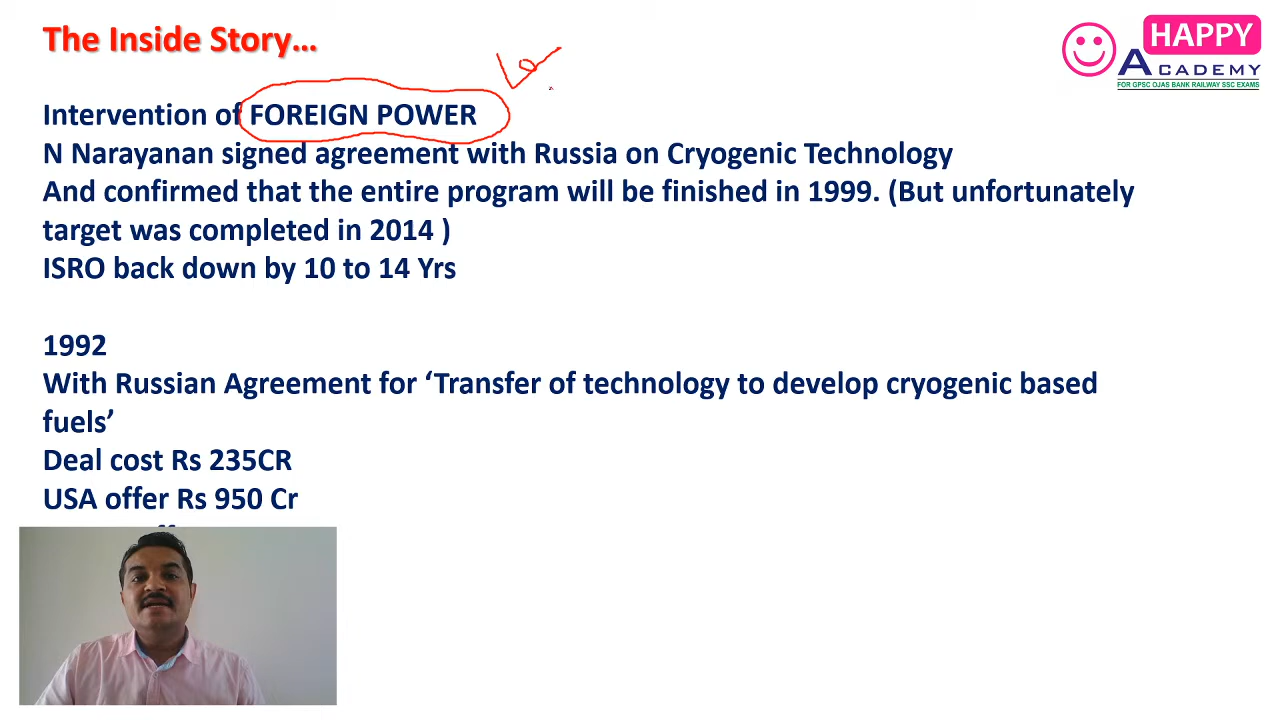 The Inside Story...
HAPPY
ACADEMY
FOR GPSC OJAS BANK RAILWAY SSC EXAMS
Intervention of FOREIGN POWER
N Narayanan signed agreement with Russia on Cryogenic Technology
And confirmed that the entire program will be finished in 1999. (But unfortunately
target was completed in 2014 )
ISRO back down by 10 to 14 Yrs
1992
With Russian Agreement for ‘Transfer of technology to develop cryogenic based
fuels’
Deal cost Rs 235CR
USA offer Rs 950 Cr